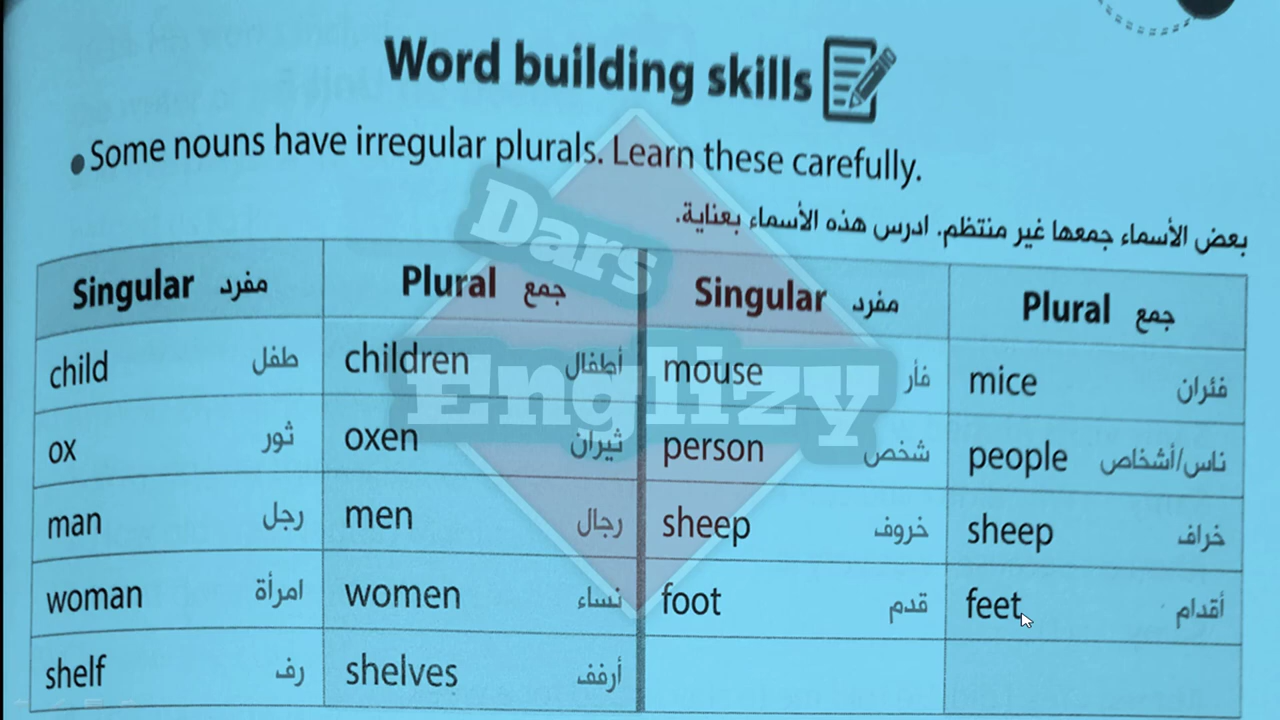 Word building skills
Some nouns have irregular plurals. Learn these carefully.
بعض الأسماء جمعها غير منتظم. ادرس هذه الأسماء بعناية.
Dars
Englizy
Singular مفرد Plural جمع Singular مفرد Plural جمع
child طفل children أطفال mouse فأر mice فئران
ox ثور oxen ثيران person شخص people ناس/أشخاص
man رجل men رجال sheep خروف sheep خراف
woman امرأة women نساء foot قدم feet أقدام
shelf رف shelves أرفف